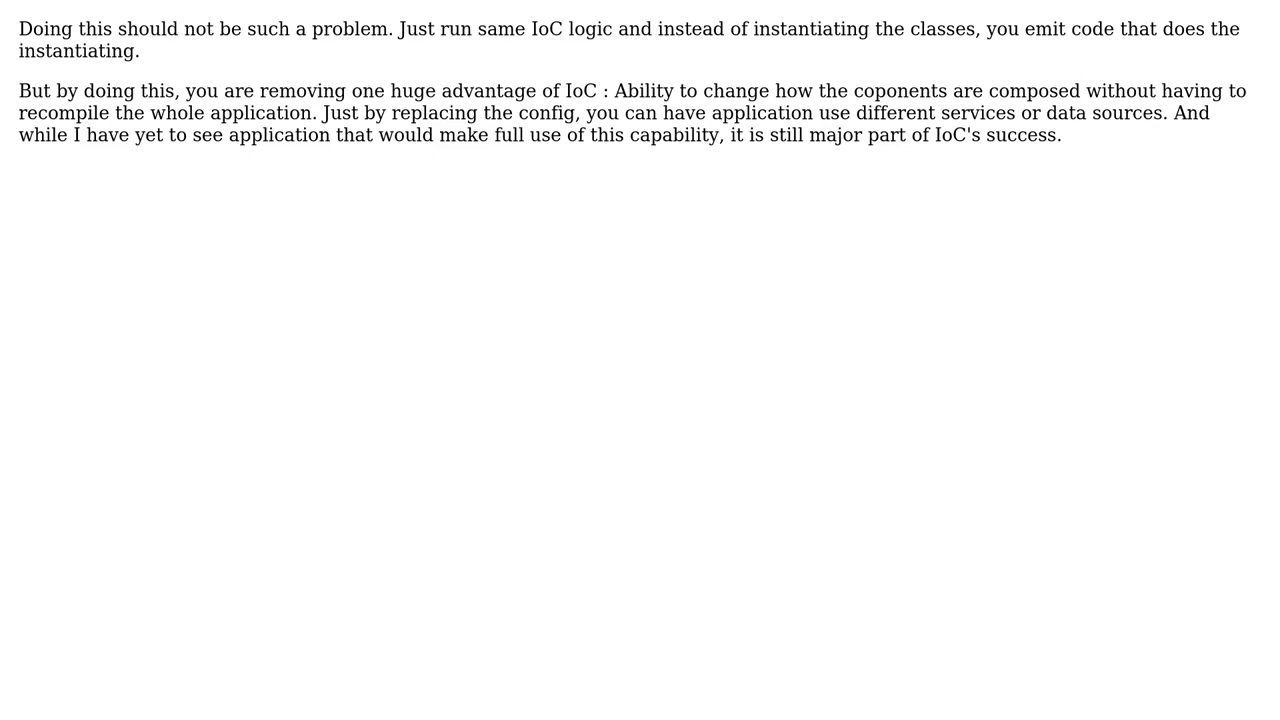 Doing this should not be such a problem. Just run same IoC logic and instead of instantiating the classes, you emit code that does the
instantiating.
But by doing this, you are removing one huge advantage of IoC : Ability to change how the coponents are composed without having to
recompile the whole application. Just by replacing the config, you can have application use different services or data sources. And
while I have yet to see application that would make full use of this capability, it is still major part of IoC's success.